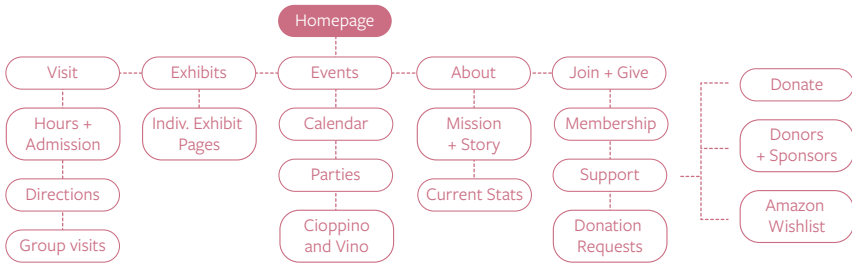 Homepage
Visit
Exhibits
Events
About
Join + Give
Hours +
Admission
Directions
Group visits
Indiv. Exhibit
Pages
Calendar
Parties
Cioppino
and Vino
Mission
+ Story
Current Stats
Membership
Support
Donation
Requests
Donate
Donors
+ Sponsors
Amazon
Wishlist